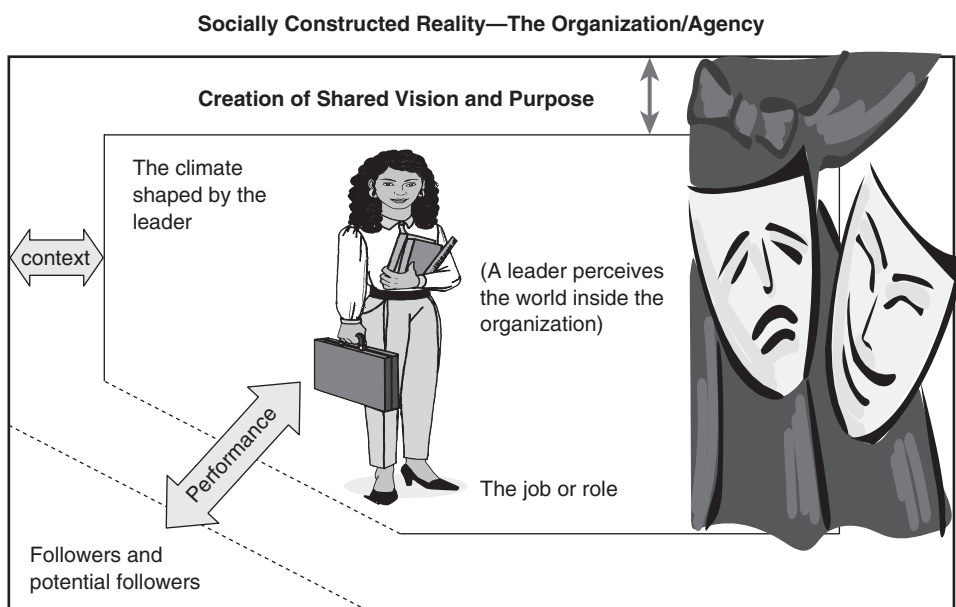 Socially Constructed Reality—The Organization/Agency
Creation of Shared Vision and Purpose
The climate
shaped by the
leader
context
(A leader perceives
the world inside the
organization)
Performance
The job or role
Followers and
potential followers